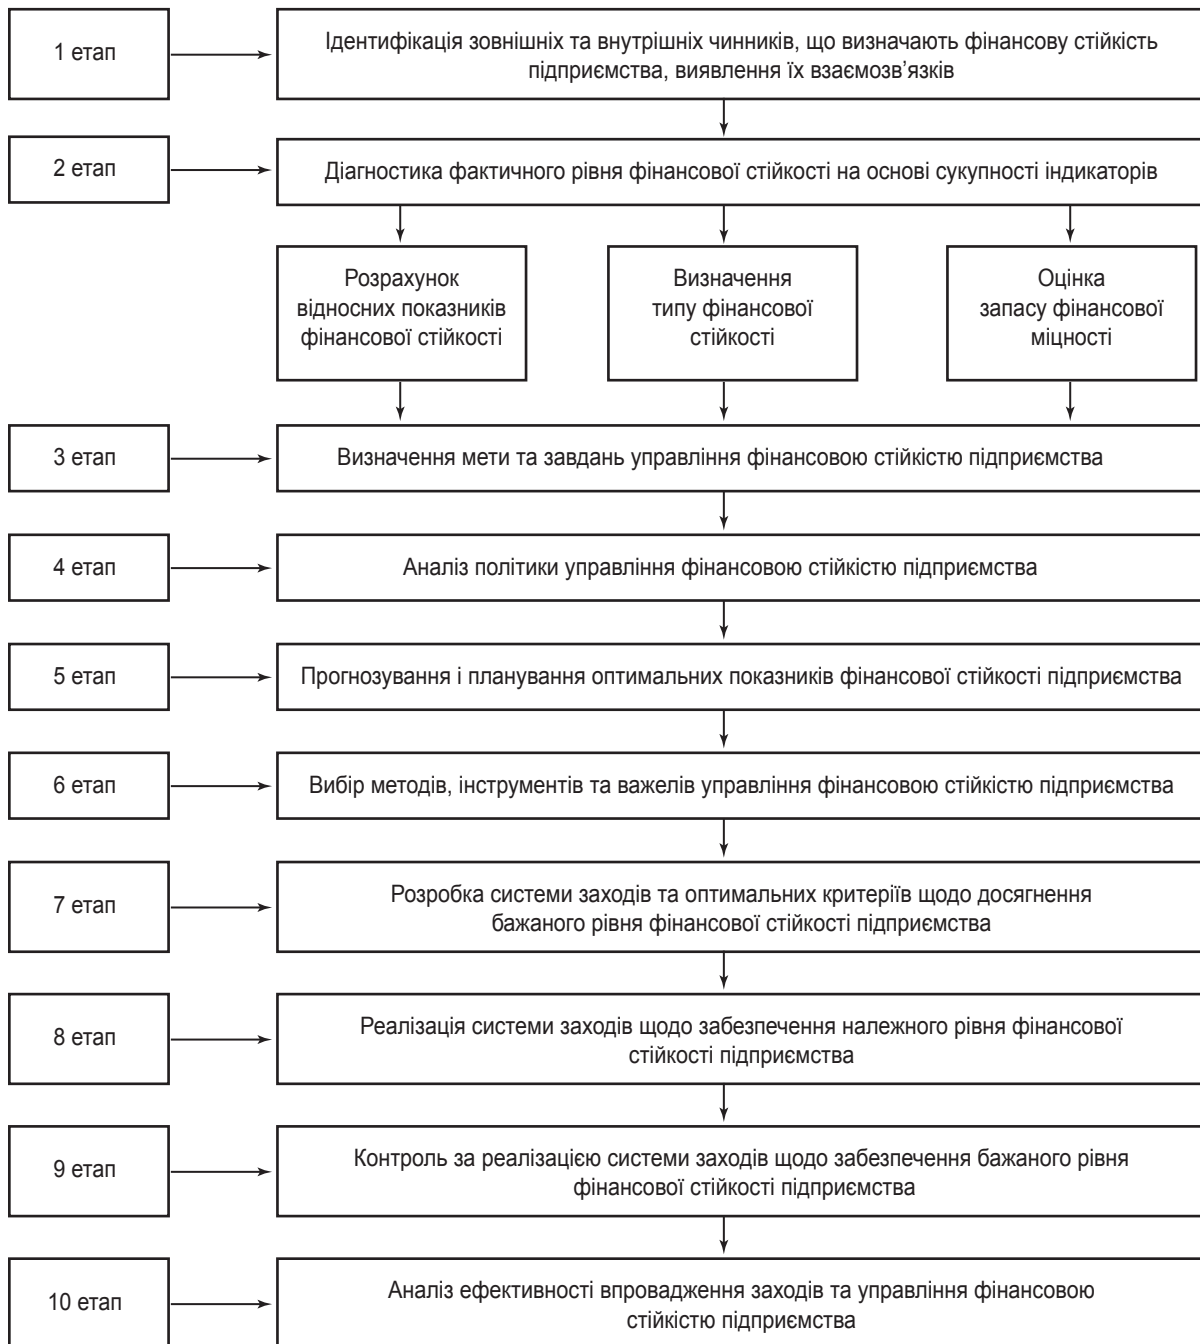 1 етап
Ідентифікація зовнішніх та внутрішніх чинників, що визначають фінансову стійкість
підприємства, виявлення їх взаємозв'язків
2 етап
Діагностика фактичного рівня фінансової стійкості на основі сукупності індикаторів
Розрахунок
відносних показників
фінансової стійкості
Визначення
типу фінансової
стійкості
Оцінка
запасу фінансової
міцності
3 етап
Визначення мети та завдань управління фінансовою стійкістю підприємства
4 етап
Аналіз політики управління фінансовою стійкістю підприємства
5 етап
Прогнозування і планування оптимальних показників фінансової стійкості підприємства
6 етап
Вибір методів, інструментів та важелів управління фінансовою стійкістю підприємства
7 етап
Розробка системи заходів та оптимальних критеріїв щодо досягнення
бажаного рівня фінансової стійкості підприємства
8 етап
Реалізація системи заходів щодо забезпечення належного рівня фінансової
стійкості підприємства
9 етап
Контроль за реалізацією системи заходів щодо забезпечення бажаного рівня
фінансової стійкості підприємства
10 етап
Аналіз ефективності впровадження заходів та управління фінансовою
стійкістю підприємства